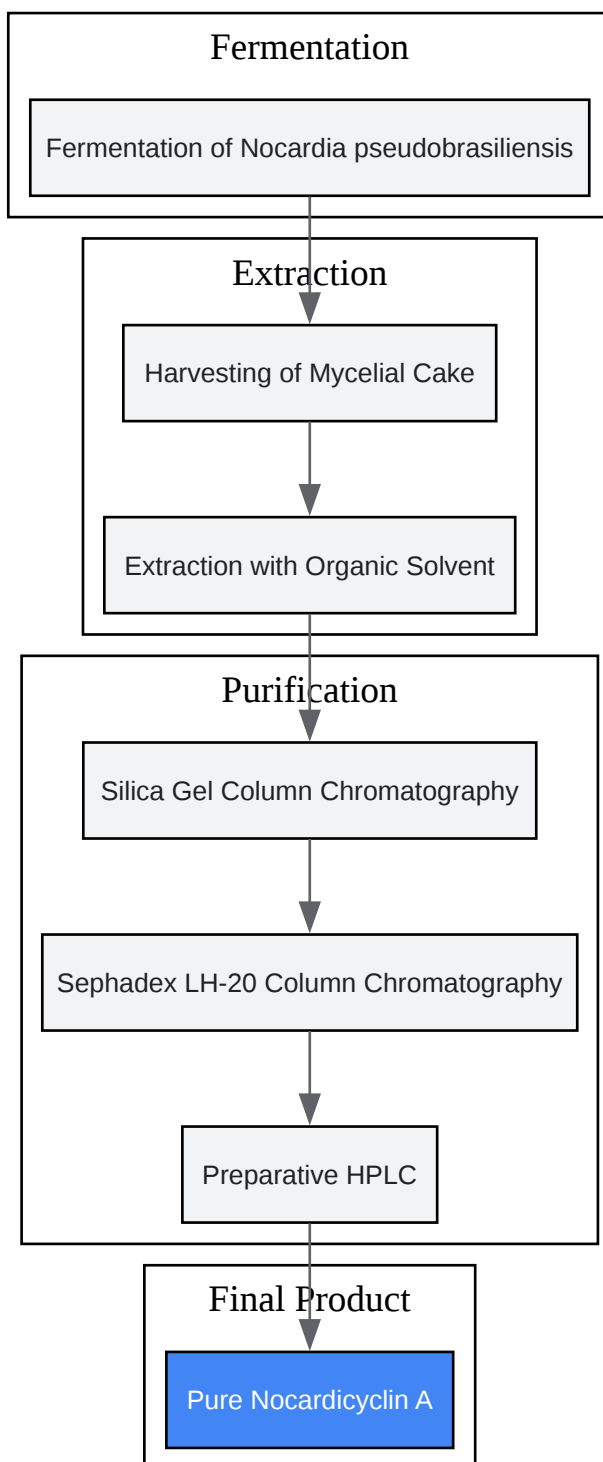 Fermentation
Fermentation of Nocardia pseudobrasiliensis
Extraction
Harvesting of Mycelial Cake
Extraction with Organic Solvent
Purification
Silica Gel Column Chromatography
Sephadex LH-20 Column Chromatography
Preparative HPLC
Final Product
Pure Nocardicyclin A